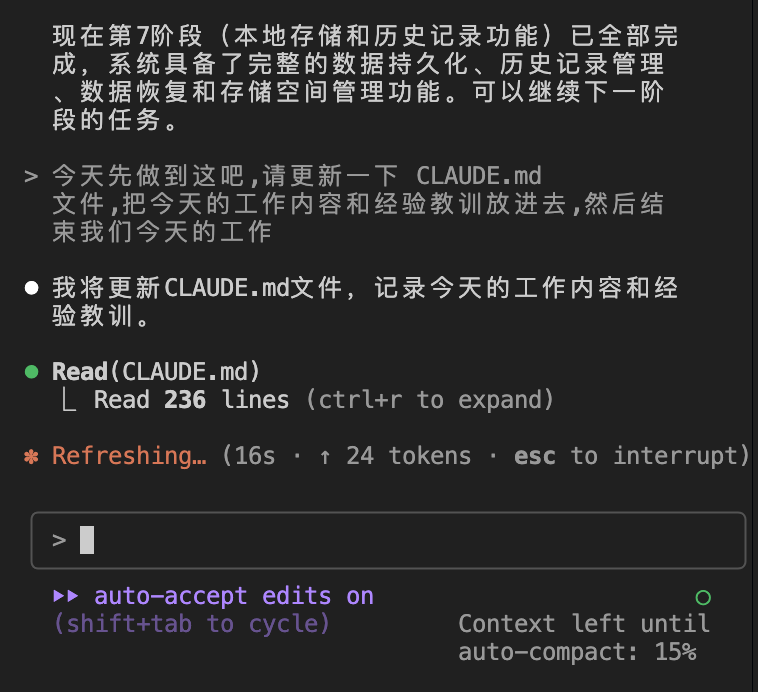 现在第7阶段（本地存储和历史记录功能）已全部完
成，系统具备了完整的数据持久化、历史记录管理
、数据恢复和存储空间管理功能。可以继续下一阶
段的任务。
> 今天先做到这吧,请更新一下 CLAUDE.md
文件,把今天的工作内容和经验教训放进去,然后结
束我们今天的工作
● 我将更新CLAUDE.md文件，记录今天的工作内容和经
验教训。
● Read(CLAUDE.md)
⎿ Read 236 lines (ctrl+r to expand)
✽ Refreshing… (16s · ↑ 24 tokens · esc to interrupt)
>
⏵⏵ auto-accept edits on ○
(shift+tab to cycle) Context left until
auto-compact: 15%